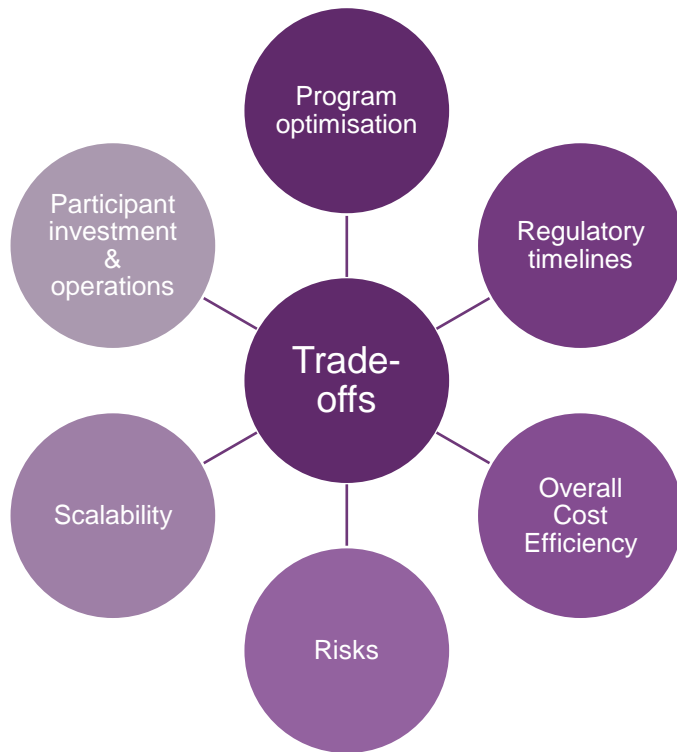 Program
optimisation
Participant
investment
&
operations
Regulatory
timelines
Trade-
offs
Scalability
Overall
Cost
Efficiency
Risks